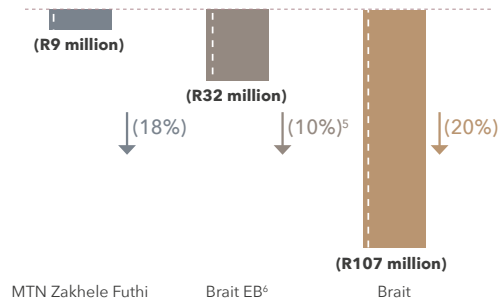 (R9 million)
(R32 million)
(18%)
(10%)⁵
(20%)
(R107 million)
MTN Zakhele Futhi
Brait EB⁶
Brait